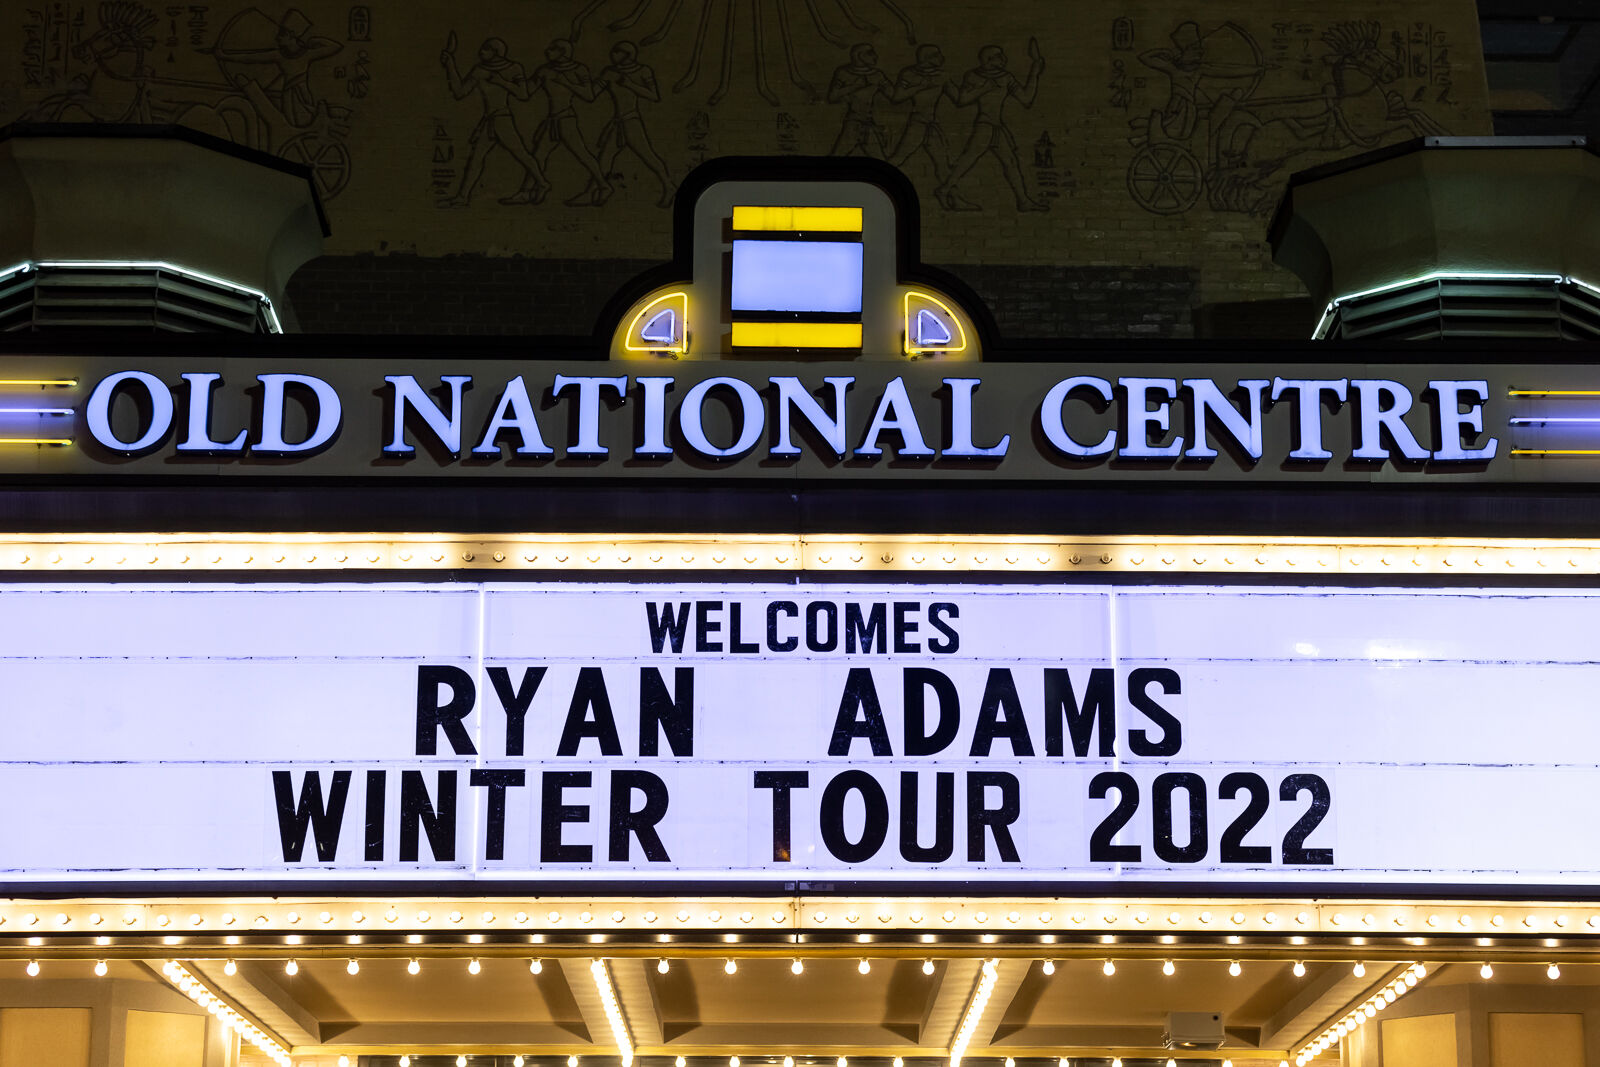 OLD NATIONAL CENTRE
WELCOMES
RYAN ADAMS
WINTER TOUR 2022